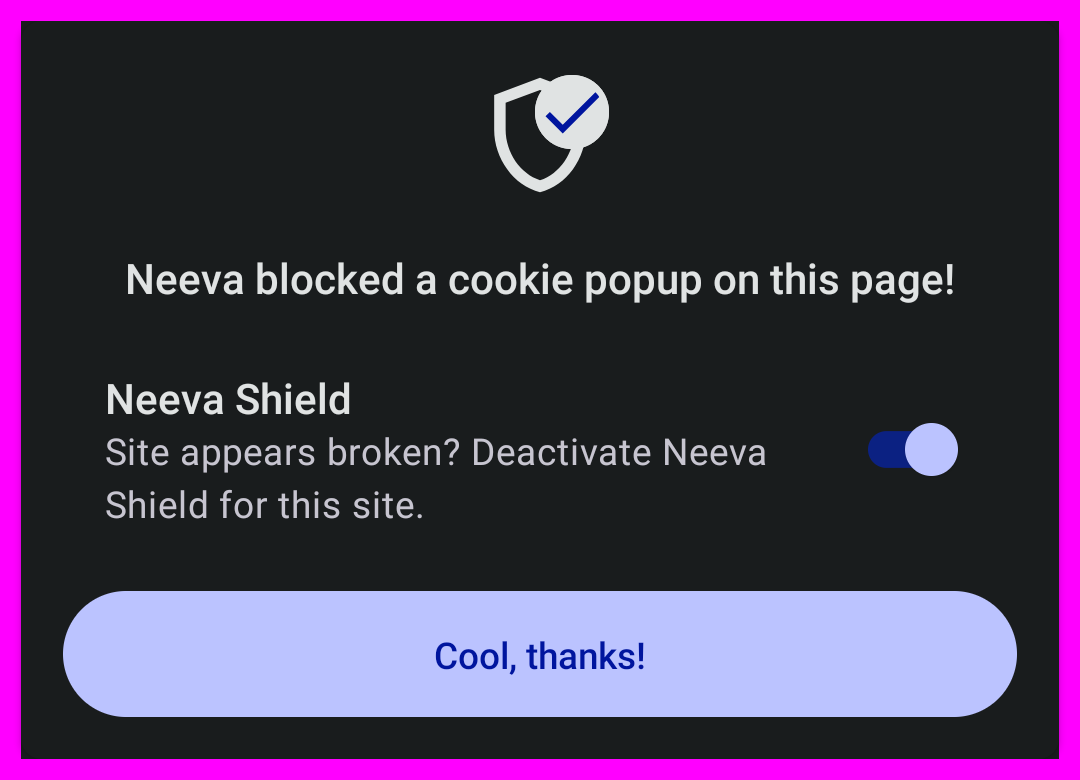 Neeva blocked a cookie popup on this page!
Neeva Shield
Site appears broken? Deactivate Neeva
Shield for this site.
Cool, thanks!